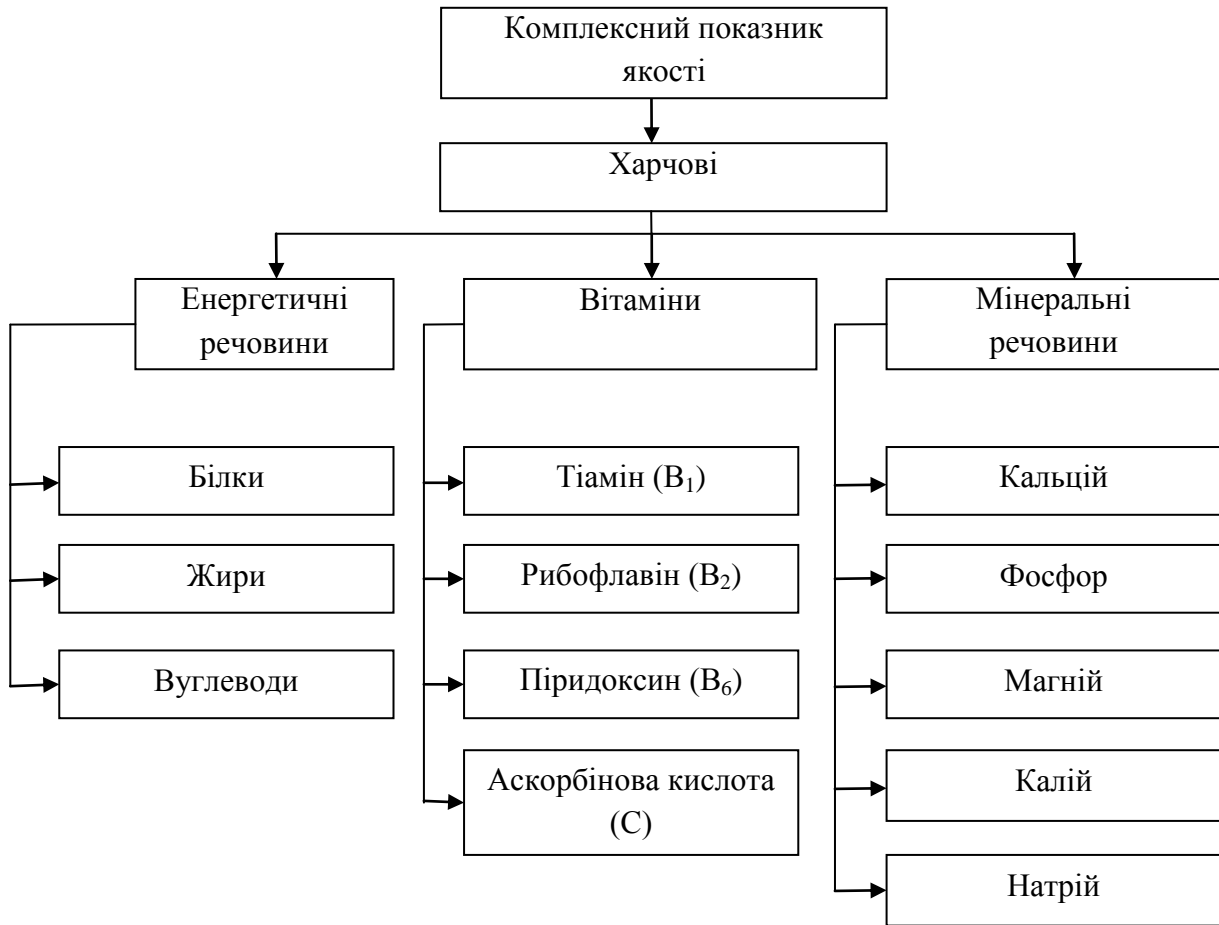 Комплексний показник
якості
Харчові
Енергетичні
речовини
Вітаміни
Мінеральні
речовини
Білки
Жири
Вуглеводи
Тіамін (B₁)
Рибофлавін (B₂)
Піридоксин (B₆)
Аскорбінова кислота
(С)
Кальцій
Фосфор
Магній
Калій
Натрій